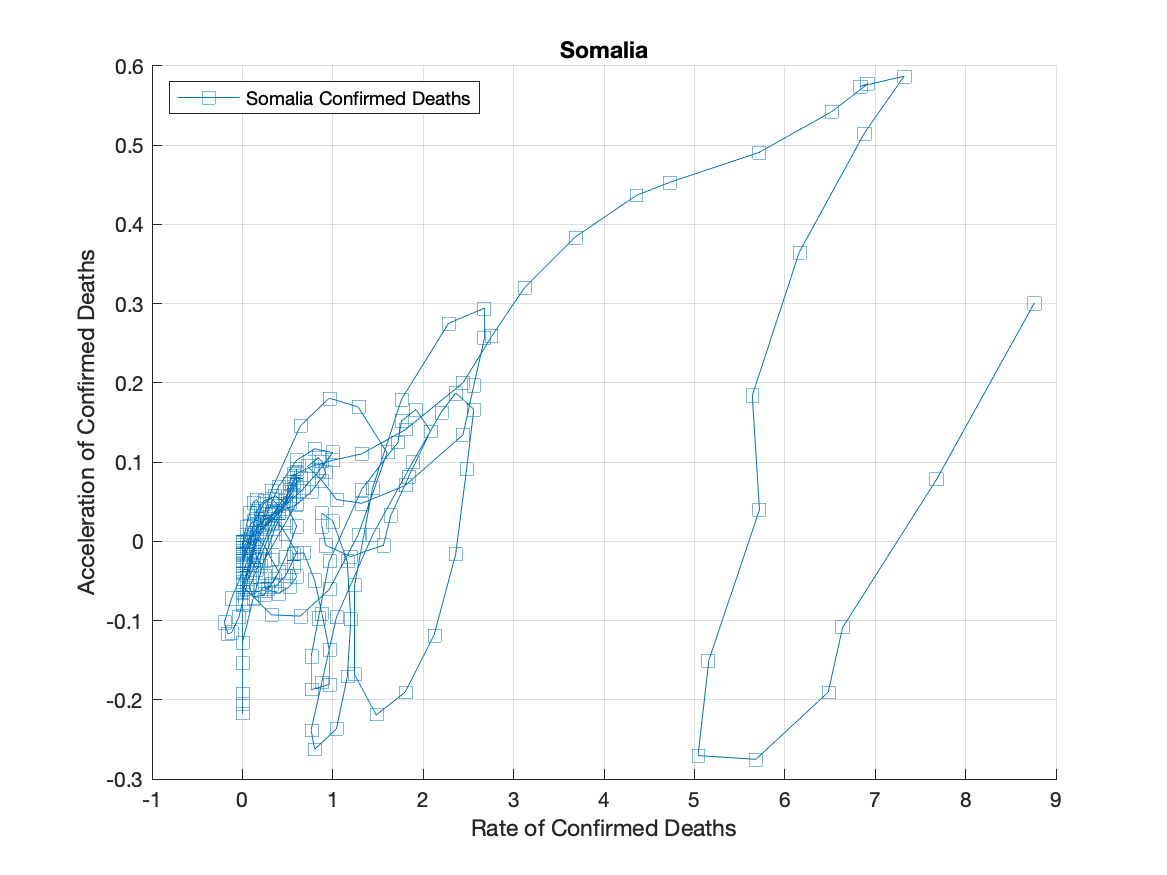 Somalia
0.6
Somalia Confirmed Deaths
0.5
0.4
0.3
0.2
0.1
0
-0.1
-0.2
-0.3
Acceleration of Confirmed Deaths
-1 0 1 2 3 4 5 6 7 8 9
Rate of Confirmed Deaths